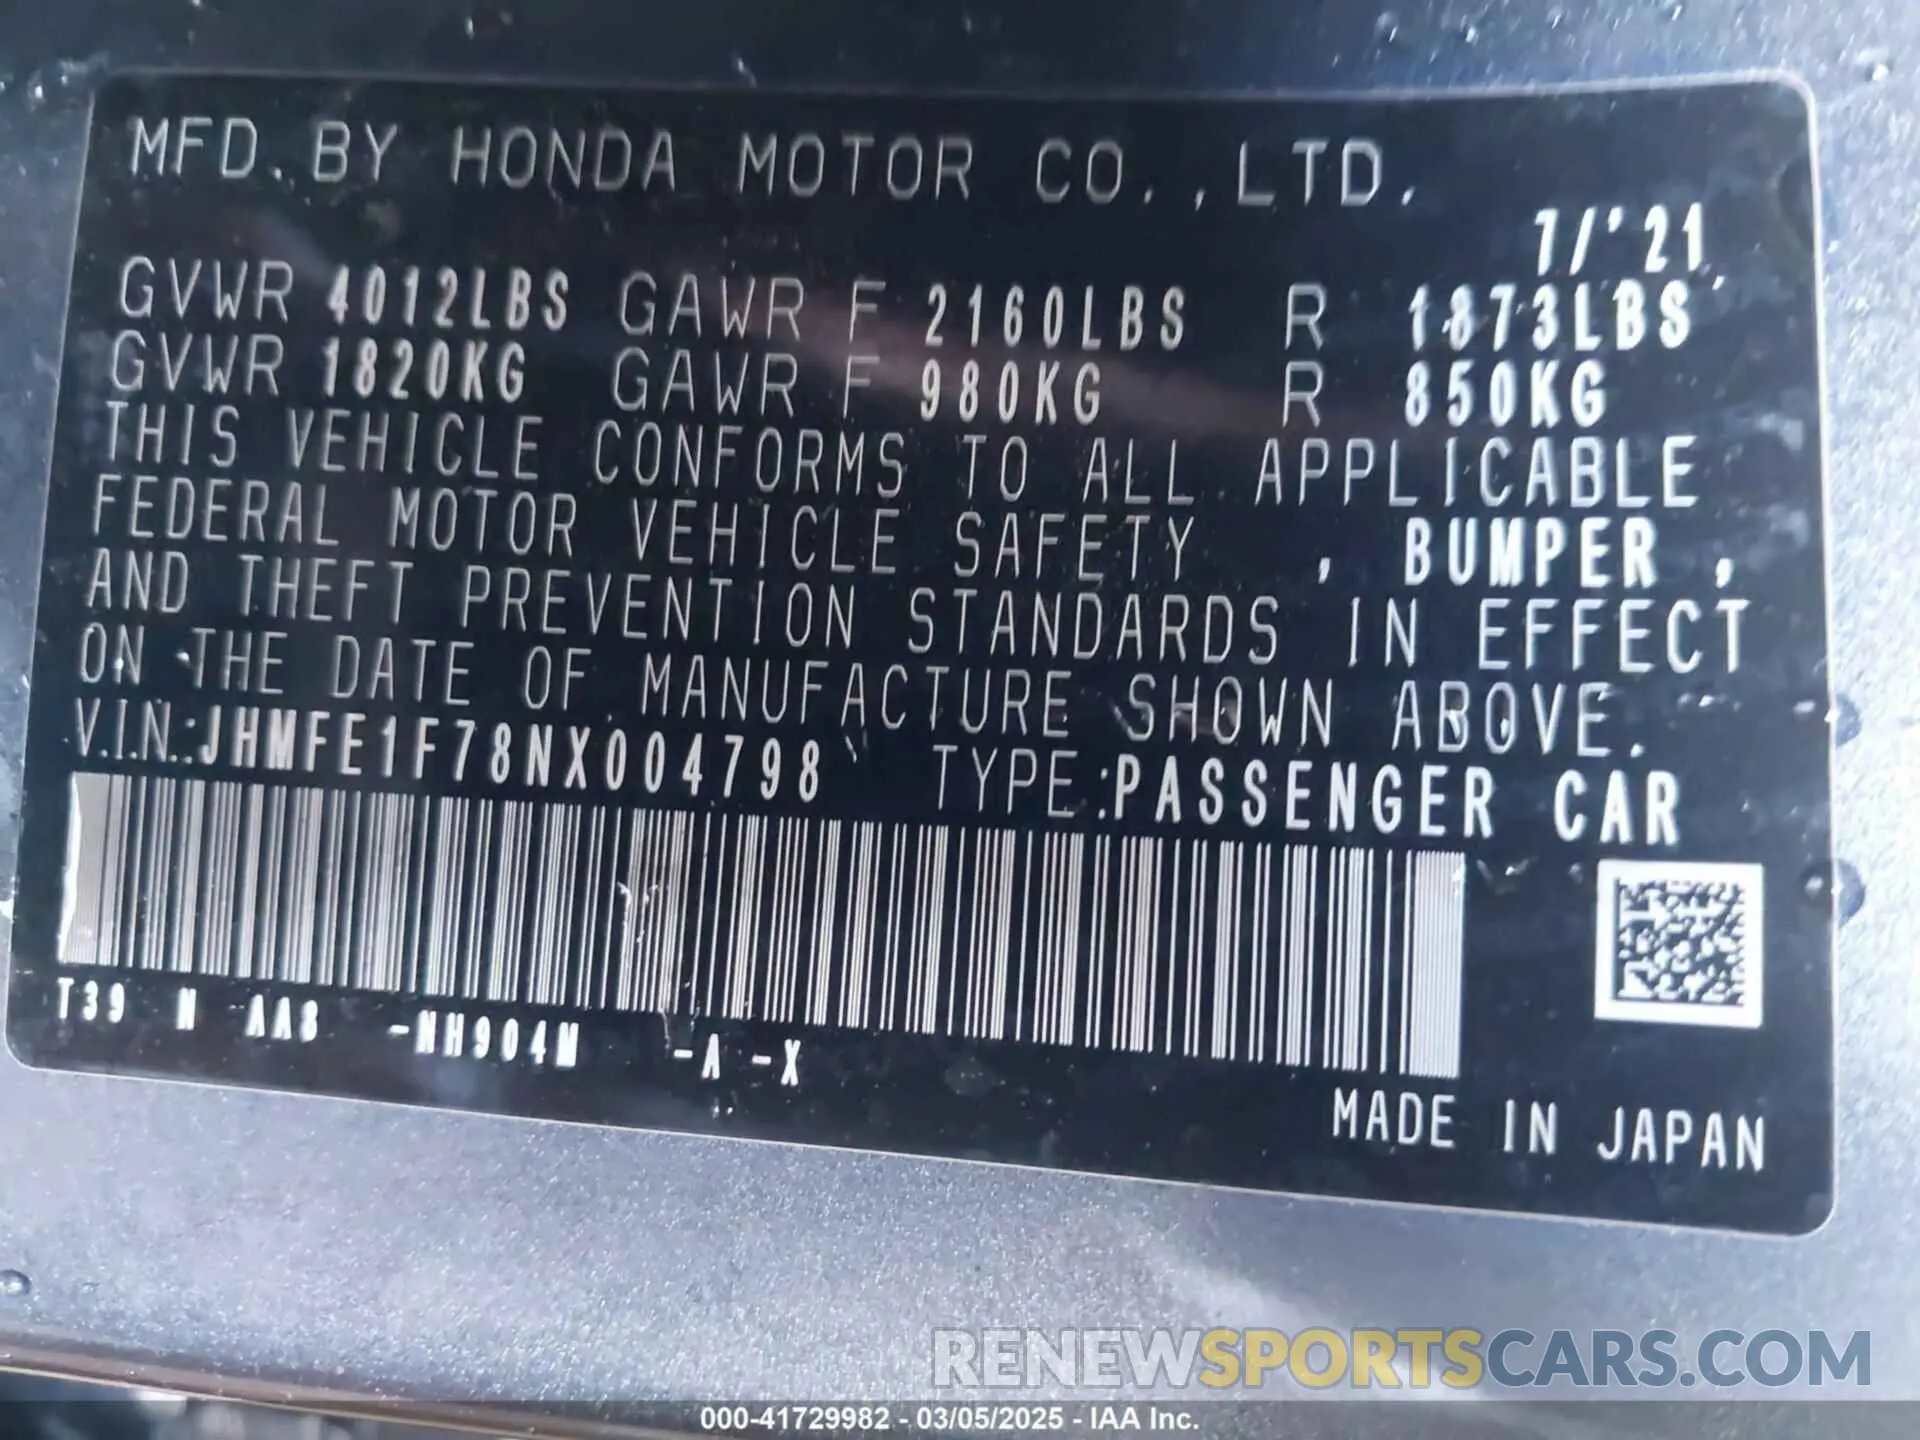 MFD. BY HONDA MOTOR CO.,LTD.
7/'21
GVWR 4012LBS GAWR F 2160LBS R 1873LBS
GVWR 1820KG GAWR F 980KG R 850KG
THIS VEHICLE CONFORMS TO ALL APPLICABLE
FEDERAL MOTOR VEHICLE SAFETY , BUMPER ,
AND THEFT PREVENTION STANDARDS IN EFFECT
ON THE DATE OF MANUFACTURE SHOWN ABOVE.
V.I.N.:JHMFE1F78NX004798 TYPE:PASSENGER CAR
T39 N AA8 -NH904M -A -X
MADE IN JAPAN
RENEWSPORTSCARS.COM
000-41729982 - 03/05/2025 - IAA Inc.